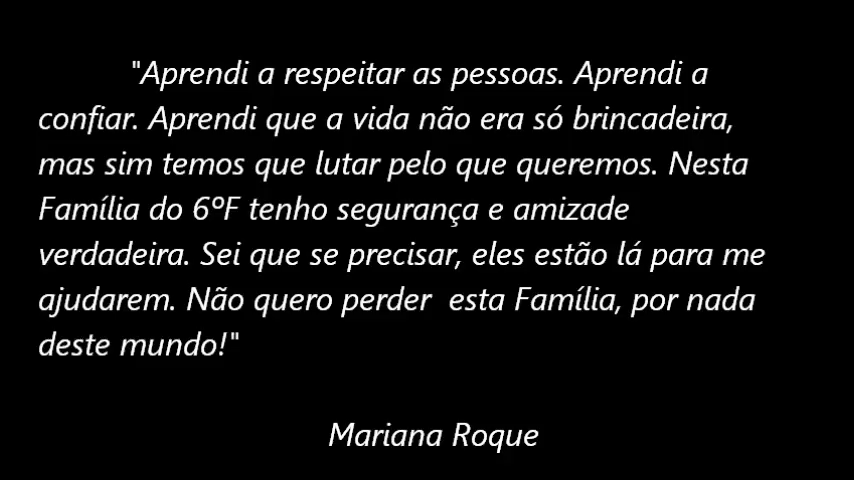 "Aprendi a respeitar as pessoas. Aprendi a
confiar. Aprendi que a vida não era só brincadeira,
mas sim temos que lutar pelo que queremos. Nesta
Família do 6ºF tenho segurança e amizade
verdadeira. Sei que se precisar, eles estão lá para me
ajudarem. Não quero perder  esta Família, por nada
deste mundo!"
Mariana Roque